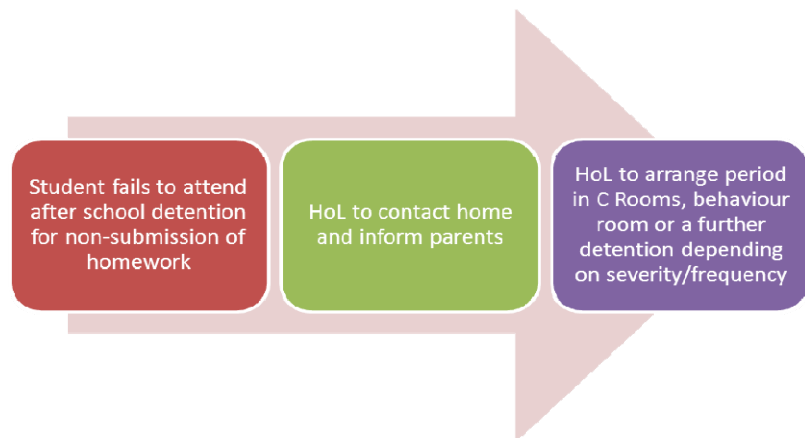 Student fails to attend
after school detention
for non-submission of
homework
HoL to contact home
and inform parents
HoL to arrange period
in C Rooms, behaviour
room or a further
detention depending
on severity/frequency